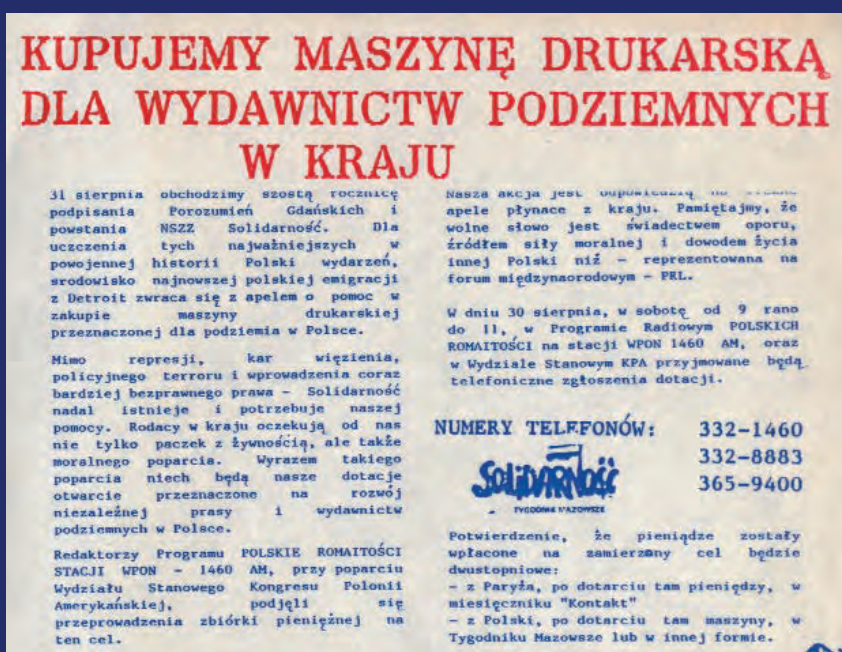 KUPUJEMY MASZYNĘ DRUKARSKĄ
DLA WYDAWNICTW PODZIEMNYCH
W KRAJU
31 sierpnia obchodzimy szóstą rocznicę
podpisania Porozumień Gdańskich i
powstania NSZZ Solidarność. Dla
uczczenia tych najważniejszych w
powojennej historii Polski wydarzeń,
srodowisko najnowszej polskiej emigracji
z Detroit zwraca się z apelem o pomoc w
zakupie maszyny drukarskiej
przeznaczonej dla podziemia w Polsce.
Mimo represji, kar więzienia,
policyjnego terroru i wprowadzenia coraz
bardziej bezprawnego prawa - Solidarność
nadal istnieje i potrzebuje naszej
pomocy. Rodacy w kraju oczekują od nas
nie tylko paczek z żywnością, ale także
moralnego poparcia. Wyrazem takiego
poparcia niech będą nasze dotacje
otwarcie przeznaczone na rozwój
niezależnej prasy i wydawnictw
podziemnych w Polsce.
Redaktorzy Programu POLSKIE ROMAITOŚCI
STACJI WPON - 1460 AM, przy poparciu
Wydziału Stanowego Kongresu Polonii
Amerykańskiej, podjęli się
przeprowadzenia zbiórki pieniężnej na
ten cel.
Nasza akcja jest odpowiedzią na
apele płynace z kraju. Pamiętajmy, że
wolne słowo jest świadectwem oporu,
źródłem siły moralnej i dowodem życia
innej Polski niż - reprezentowana na
forum międzynaorodowym - PRL.
W dniu 30 sierpnia, w sobotę od 9 rano
do 11, w Programie Radiowym POLSKICH
ROMAITOŚCI na stacji WPON 1460 AM, oraz
w Wydziale Stanowym KPA przyjmowane będą
telefoniczne zgłoszenia dotacji.
NUMERY TELEFONÓW: 332-1460
332-8883
365-9400
SOLIDARNOŚĆ
TYGODNIK MAZOWSZE
Potwierdzenie, że pieniądze zostały
wpłacone na zamierzony cel będzie
dwustopniowe:
- z Paryża, po dotarciu tam pieniędzy, w
miesięczniku "Kontakt"
- z Polski, po dotarciu tam maszyny, w
Tygodniku Mazowsze lub w innej formie.